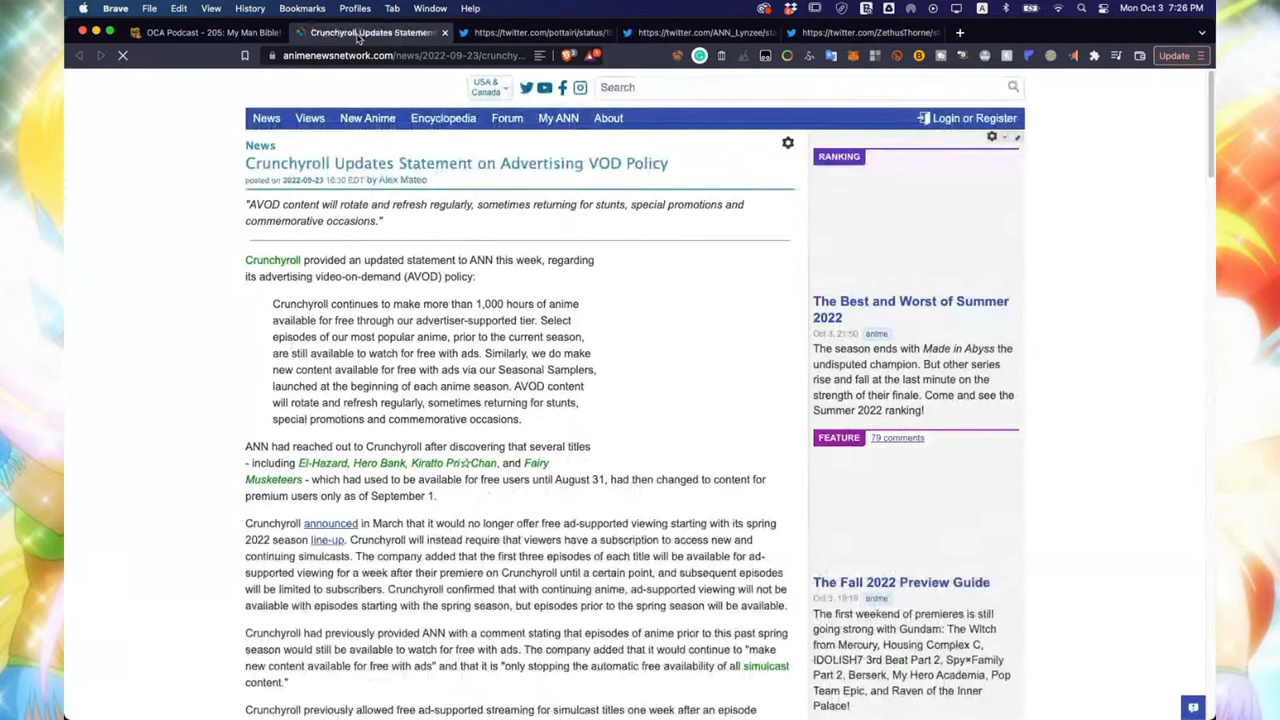 Brave File Edit View History Bookmarks Profiles Tab Window Help Mon Oct 3 7:26 PM
OCA Podcast - 205: My Man Bible! Crunchyroll Updates Statemen https://twitter.com/pottairi/status/15 https://twitter.com/ANN_Lynzee/sta https://twitter.com/ZethusThorne/st
animenewsnetwork.com/news/2022-09-23/crunchy... Update
USA & Canada Search
News Views New Anime Encyclopedia Forum My ANN About Login or Register
News
Crunchyroll Updates Statement on Advertising VOD Policy
posted on 2022-09-23 16:30 EDT by Alex Mateo
"AVOD content will rotate and refresh regularly, sometimes returning for stunts, special promotions and
commemorative occasions."
Crunchyroll provided an updated statement to ANN this week, regarding
its advertising video-on-demand (AVOD) policy:
Crunchyroll continues to make more than 1,000 hours of anime
available for free through our advertiser-supported tier. Select
episodes of our most popular anime, prior to the current season,
are still available to watch for free with ads. Similarly, we do make
new content available for free with ads via our Seasonal Samplers,
launched at the beginning of each anime season. AVOD content
will rotate and refresh regularly, sometimes returning for stunts,
special promotions and commemorative occasions.
ANN had reached out to Crunchyroll after discovering that several titles
- including El-Hazard, Hero Bank, Kiratto Pri☆Chan, and Fairy
Musketeers - which had used to be available for free users until August 31, had then changed to content for
premium users only as of September 1.
Crunchyroll announced in March that it would no longer offer free ad-supported viewing starting with its spring
2022 season line-up. Crunchyroll will instead require that viewers have a subscription to access new and
continuing simulcasts. The company added that the first three episodes of each title will be available for ad-
supported viewing for a week after their premiere on Crunchyroll until a certain point, and subsequent episodes
will be limited to subscribers. Crunchyroll confirmed that with continuing anime, ad-supported viewing will not be
available with episodes starting with the spring season, but episodes prior to the spring season will be available.
Crunchyroll had previously provided ANN with a comment stating that episodes of anime prior to this past spring
season would still be available to watch for free with ads. The company added that it would continue to "make
new content available for free with ads" and that it is "only stopping the automatic free availability of all simulcast
content."
Crunchyroll previously allowed free ad-supported streaming for simulcast titles one week after an episode
RANKING
The Best and Worst of Summer
2022
Oct 3, 21:50 anime
The season ends with Made in Abyss the
undisputed champion. But other series
rise and fall at the last minute on the
strength of their finale. Come and see the
Summer 2022 ranking!
FEATURE 79 comments
The Fall 2022 Preview Guide
Oct 3, anime
The first weekend of premieres is still
going strong with Gundam: The Witch
from Mercury, Housing Complex C,
IDOLISH7 3rd Beat Part 2, Spy×Family
Part 2, Berserk, My Hero Academia, Pop
Team Epic, and Raven of the Inner
Palace!